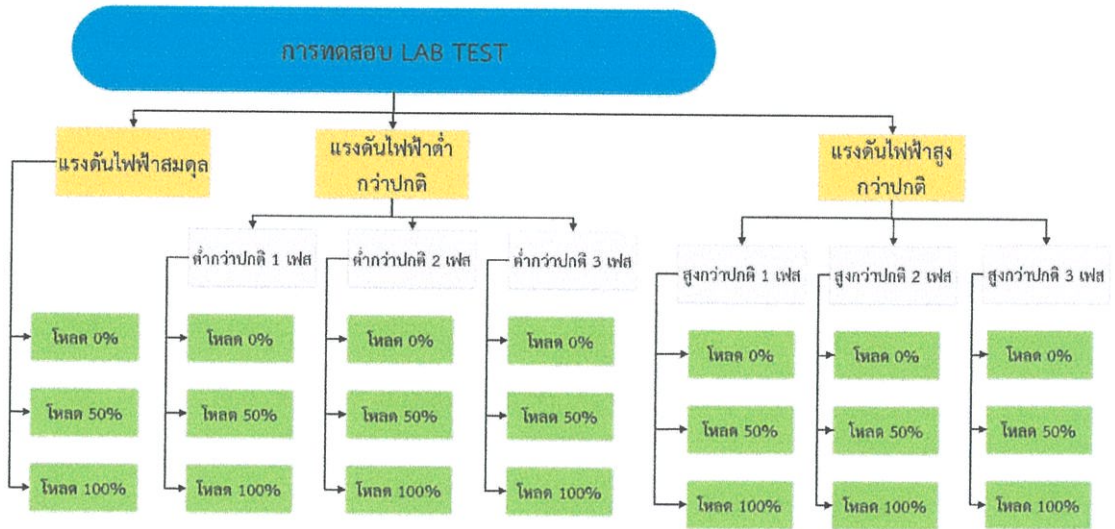 การทดสอบ LAB TEST
แรงดันไฟฟ้าสมดุล
แรงดันไฟฟ้าต่ำ
กว่าปกติ
แรงดันไฟฟ้าสูง
กว่าปกติ
ต่ำกว่าปกติ 1 เฟส
ต่ำกว่าปกติ 2 เฟส
ต่ำกว่าปกติ 3 เฟส
สูงกว่าปกติ 1 เฟส
สูงกว่าปกติ 2 เฟส
สูงกว่าปกติ 3 เฟส
โหลด 0%
โหลด 0%
โหลด 0%
โหลด 0%
โหลด 0%
โหลด 0%
โหลด 0%
โหลด 50%
โหลด 50%
โหลด 50%
โหลด 50%
โหลด 50%
โหลด 50%
โหลด 50%
โหลด 100%
โหลด 100%
โหลด 100%
โหลด 100%
โหลด 100%
โหลด 100%
โหลด 100%